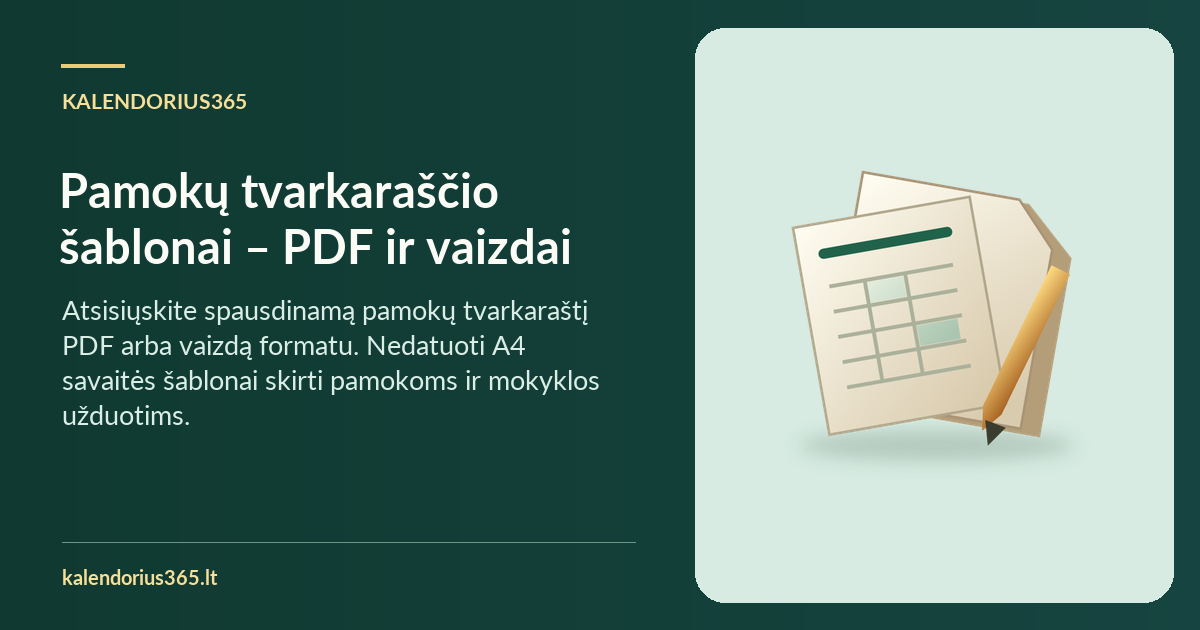 KALENDORIUS365
Pamokų tvarkaraščio
šablonai – PDF ir vaizdai
Atsisiųskite spausdinamą pamokų tvarkaraštį
PDF arba vaizdą formatu. Nedatuoti A4
savaitės šablonai skirti pamokoms ir mokyklos
užduotims.
kalendorius365.lt